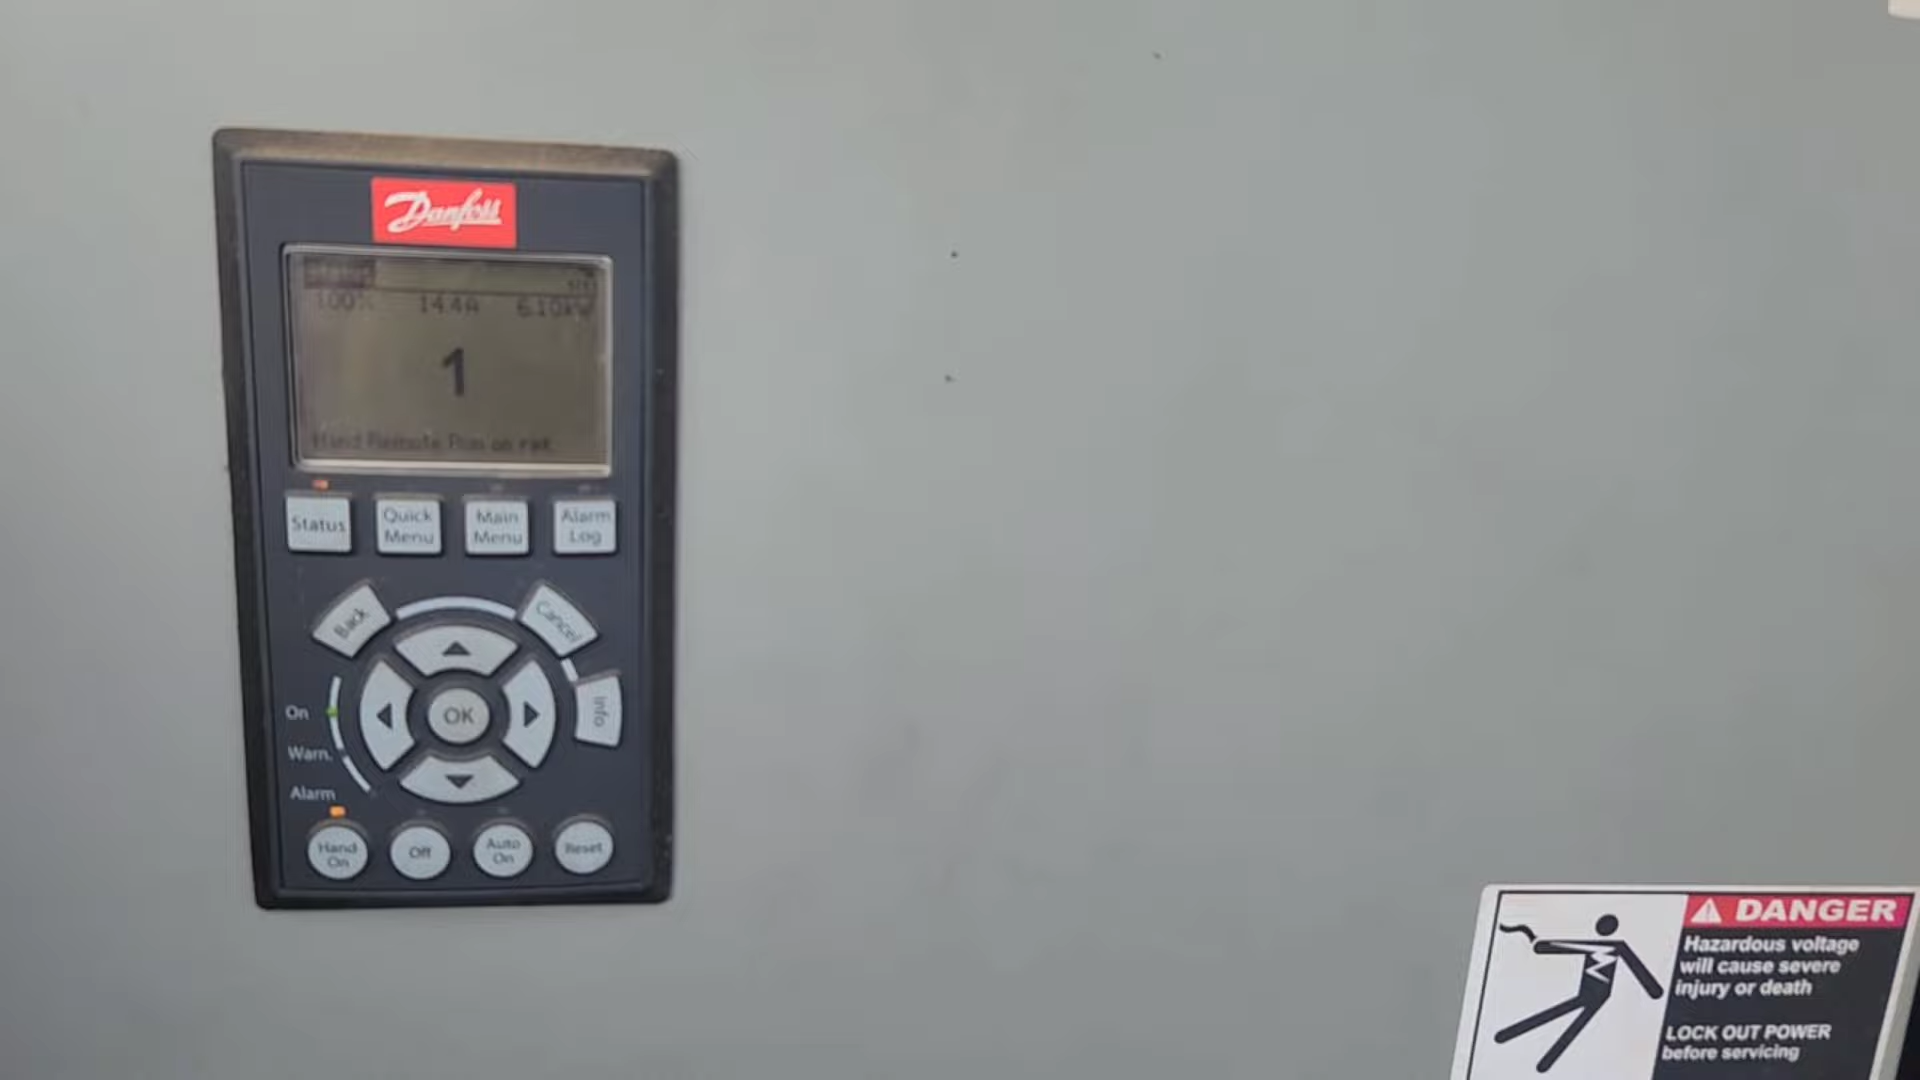 Danfoss
Status
100% 14.4A 6.10kW
1
Hand Remote Run on ref.
Status
Quick
Menu
Main
Menu
Alarm
Log
Back
Cancel
Info
OK
On
Warn.
Alarm
Hand
On
Off
Auto
On
Reset
DANGER
Hazardous voltage
will cause severe
injury or death
LOCK OUT POWER
before servicing